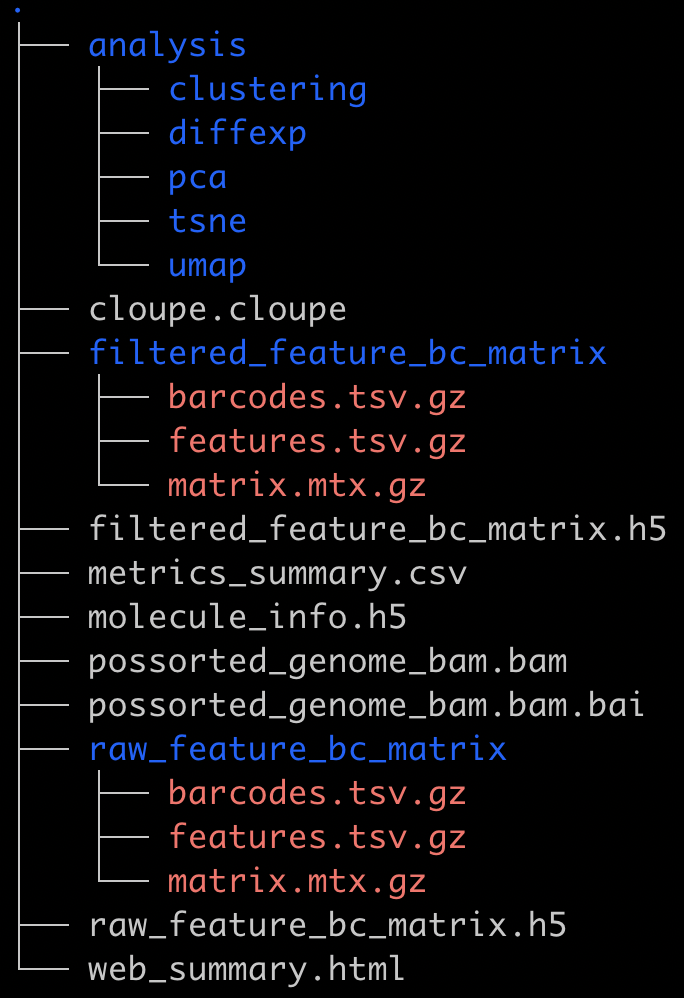 .
analysis
clustering
diffexp
pca
tsne
umap
cloupe.cloupe
filtered_feature_bc_matrix
barcodes.tsv.gz
features.tsv.gz
matrix.mtx.gz
filtered_feature_bc_matrix.h5
metrics_summary.csv
molecule_info.h5
possorted_genome_bam.bam
possorted_genome_bam.bam.bai
raw_feature_bc_matrix
barcodes.tsv.gz
features.tsv.gz
matrix.mtx.gz
raw_feature_bc_matrix.h5
web_summary.html